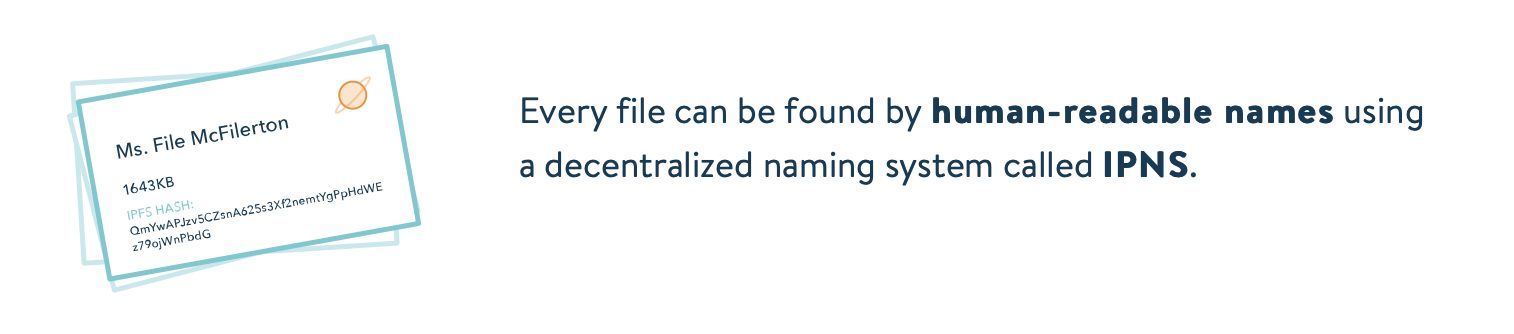 Ms. File McFilerton
1643KB
IPFS HASH:
QmYwAPJzv5CZsnA625s3Xf2nemtYgPpHdWE
z79ojWnPbdG
Every file can be found by human-readable names using
a decentralized naming system called IPNS.